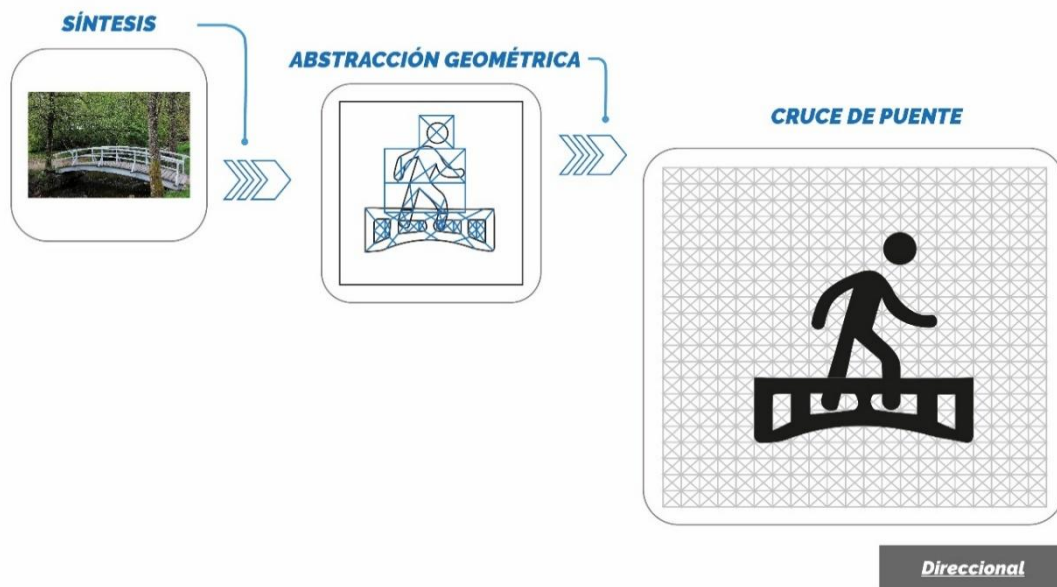 SÍNTESIS
ABSTRACCIÓN GEOMÉTRICA
CRUCE DE PUENTE
Direccional